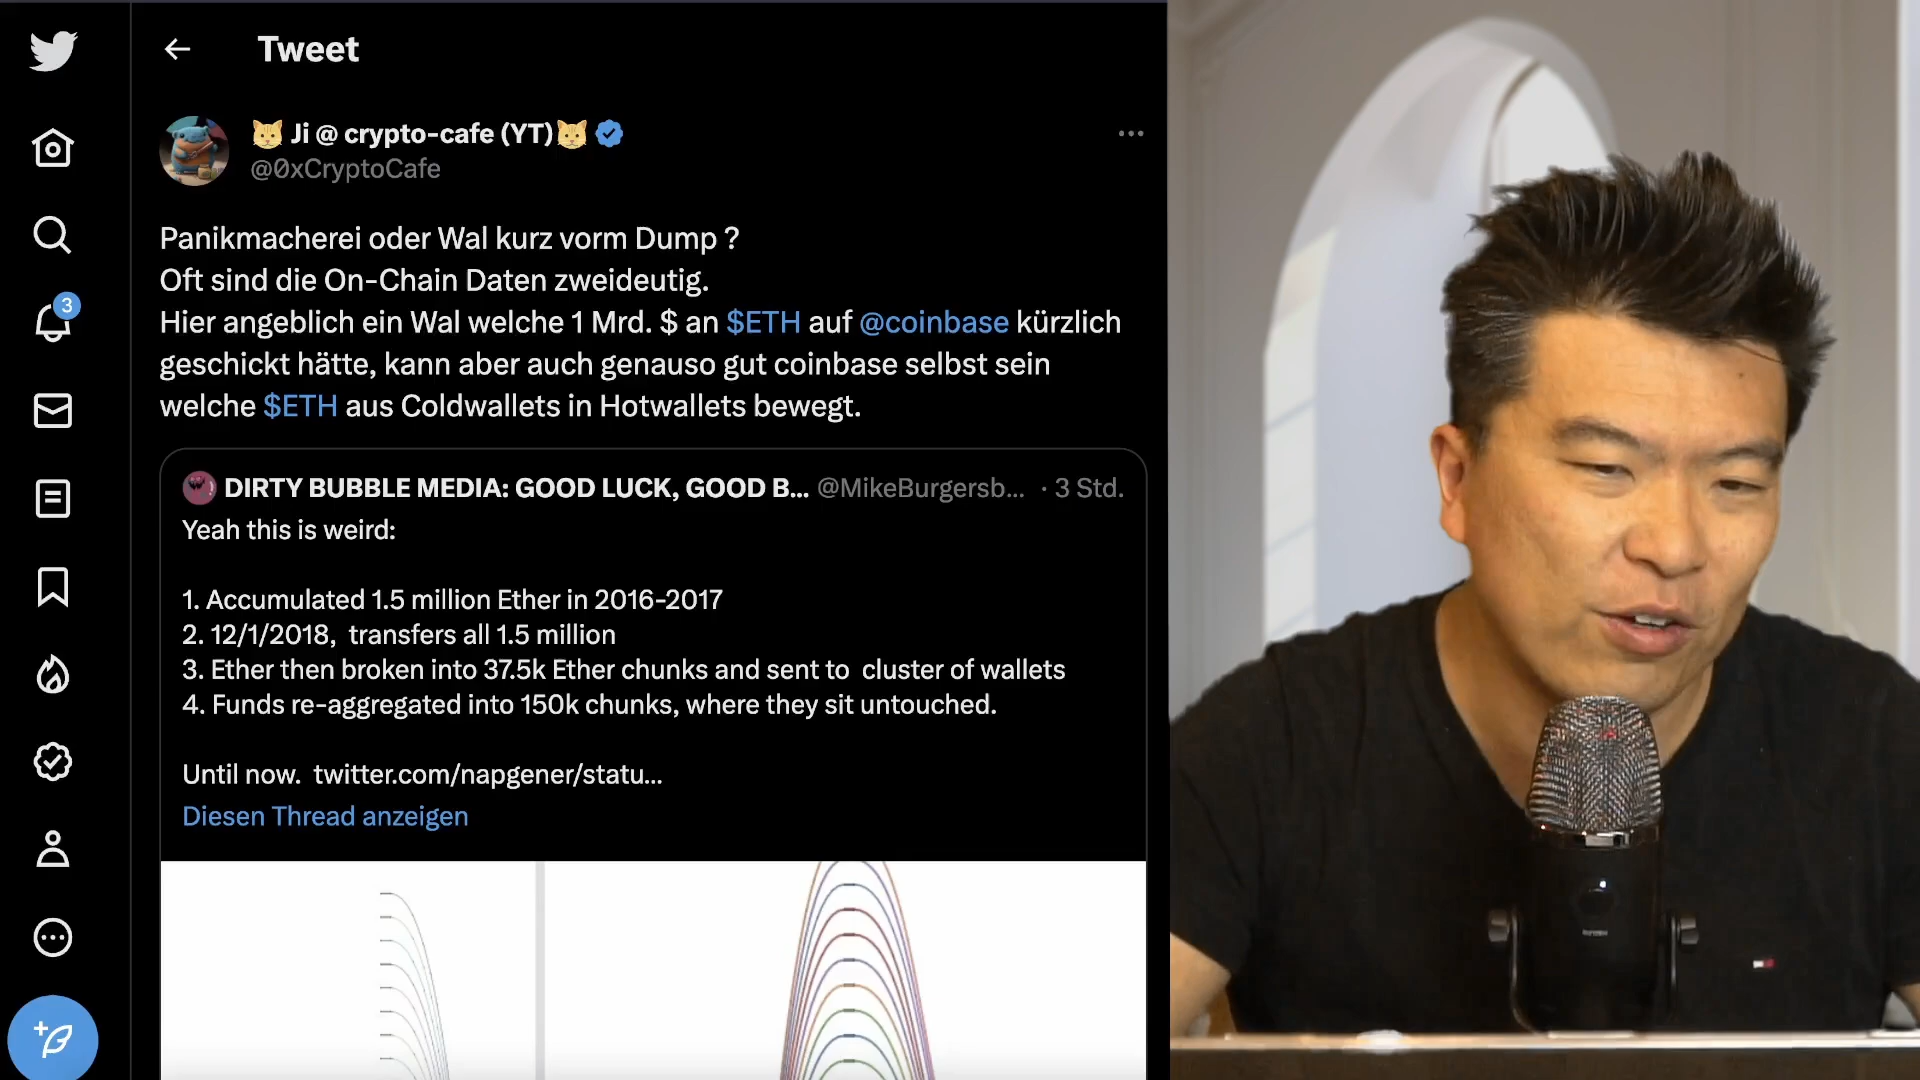 Tweet
🐱 Ji @ crypto-cafe (YT)🐱
@0xCryptoCafe
Panikmacherei oder Wal kurz vorm Dump ?
Oft sind die On-Chain Daten zweideutig.
Hier angeblich ein Wal welche 1 Mrd. $ an $ETH auf @coinbase kürzlich
geschickt hätte, kann aber auch genauso gut coinbase selbst sein
welche $ETH aus Coldwallets in Hotwallets bewegt.
DIRTY BUBBLE MEDIA: GOOD LUCK, GOOD B... @MikeBurgersb... · 3 Std.
Yeah this is weird:
1. Accumulated 1.5 million Ether in 2016-2017
2. 12/1/2018, transfers all 1.5 million
3. Ether then broken into 37.5k Ether chunks and sent to cluster of wallets
4. Funds re-aggregated into 150k chunks, where they sit untouched.
Until now. twitter.com/napgener/statu...
Diesen Thread anzeigen
3